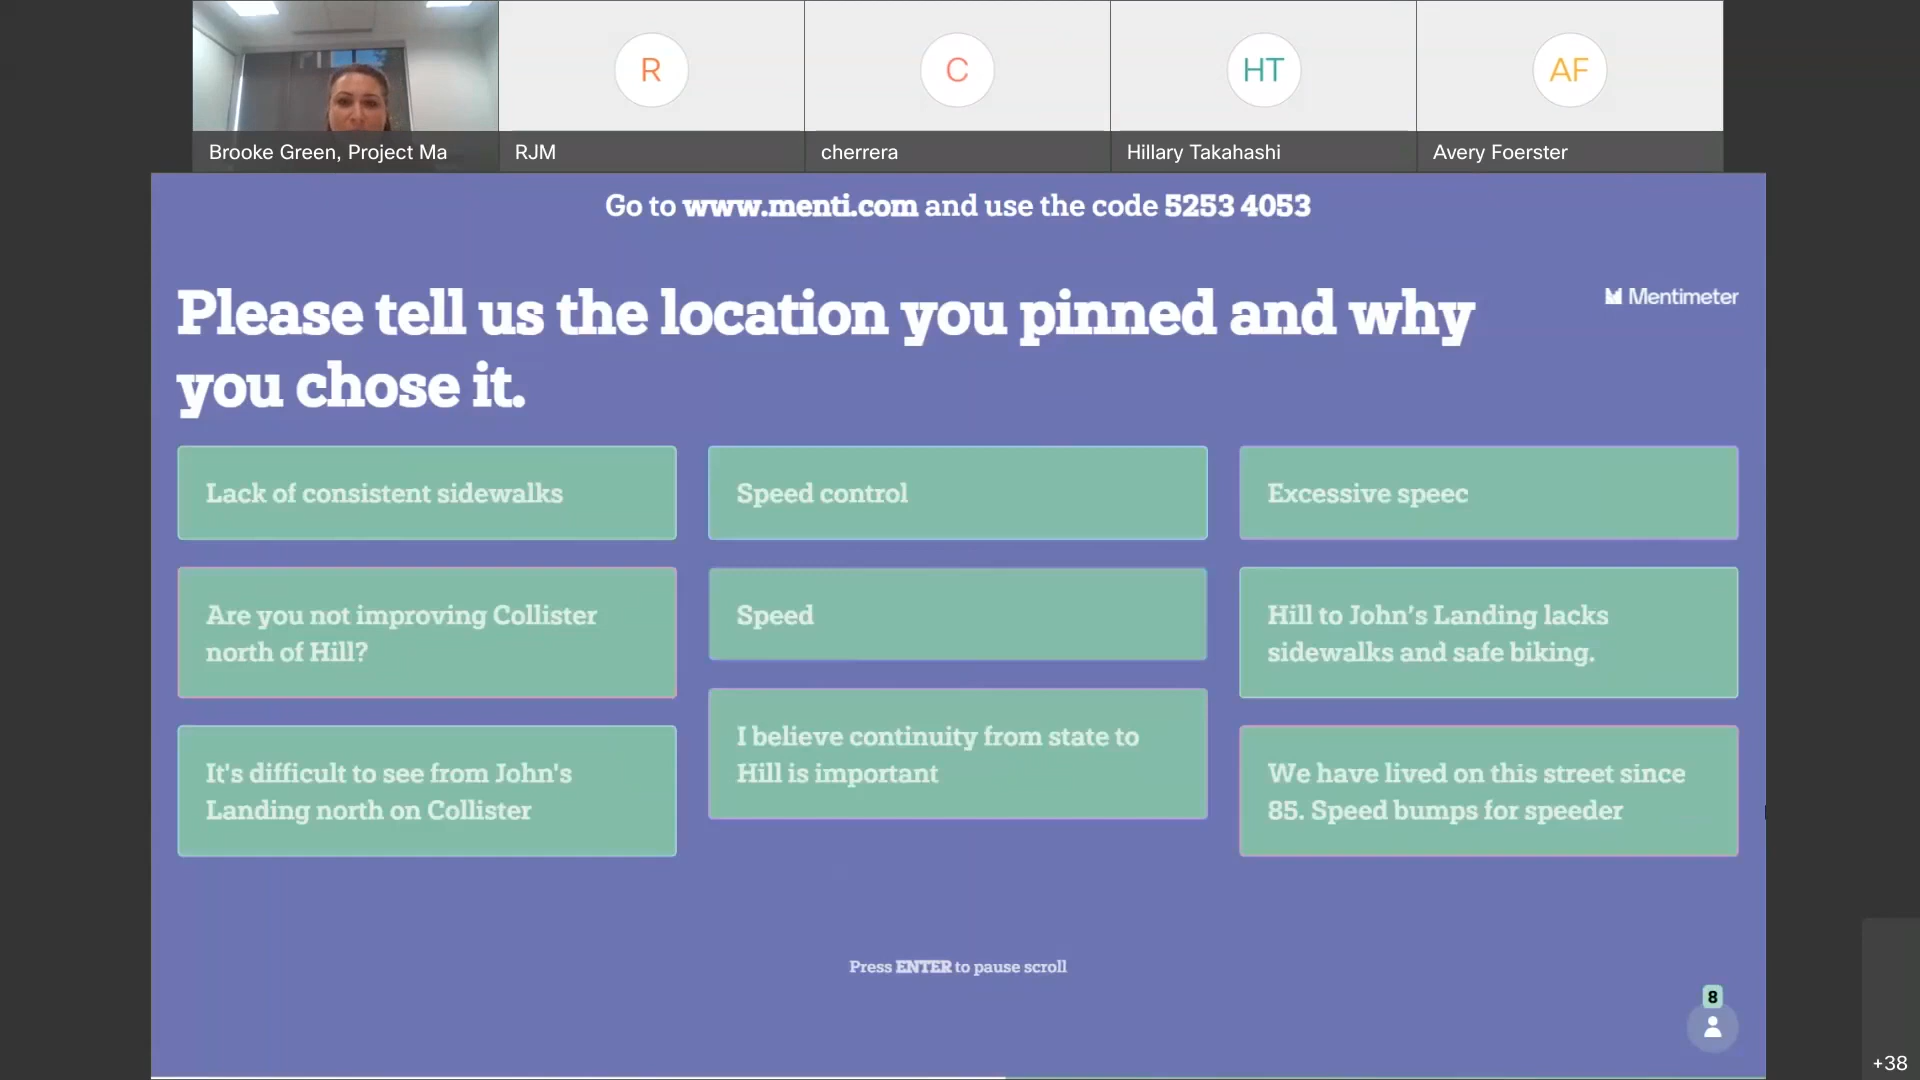 R
C
HT
AF
Brooke Green, Project Ma
RJM
cherrera
Hillary Takahashi
Avery Foerster
Go to www.menti.com and use the code 5253 4053
Please tell us the location you pinned and why
you chose it.
Mentimeter
Lack of consistent sidewalks
Speed control
Excessive speec
Are you not improving Collister
north of Hill?
Speed
Hill to John’s Landing lacks
sidewalks and safe biking.
It's difficult to see from John's
Landing north on Collister
I believe continuity from state to
Hill is important
We have lived on this street since
85. Speed bumps for speeder
Press ENTER to pause scroll
8
+38